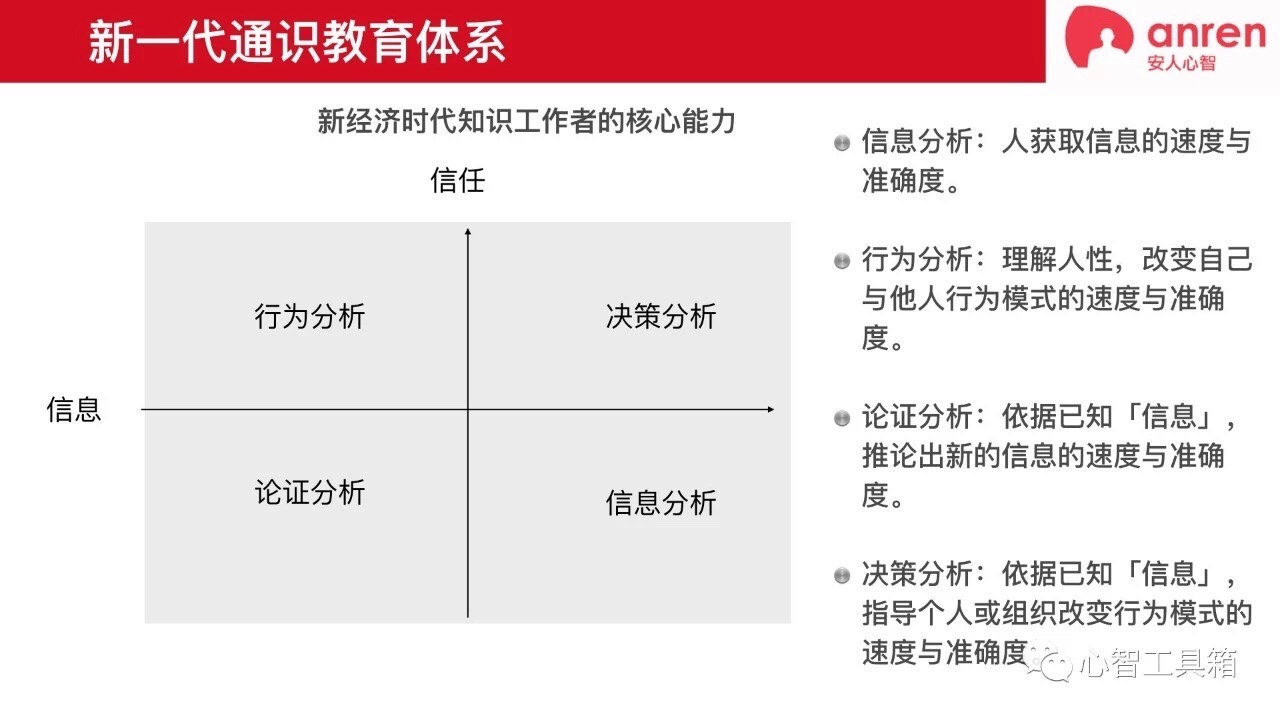 新一代通识教育体系
anren
安人心智
新经济时代知识工作者的核心能力
信任
行为分析
决策分析
信息
论证分析
信息分析
信息分析：人获取信息的速度与
准确度。
行为分析：理解人性，改变自己
与他人行为模式的速度与准确
度。
论证分析：依据已知「信息」，
推论出新的信息的速度与准确
度。
决策分析：依据已知「信息」，
指导个人或组织改变行为模式的
速度与准确度
心智工具箱